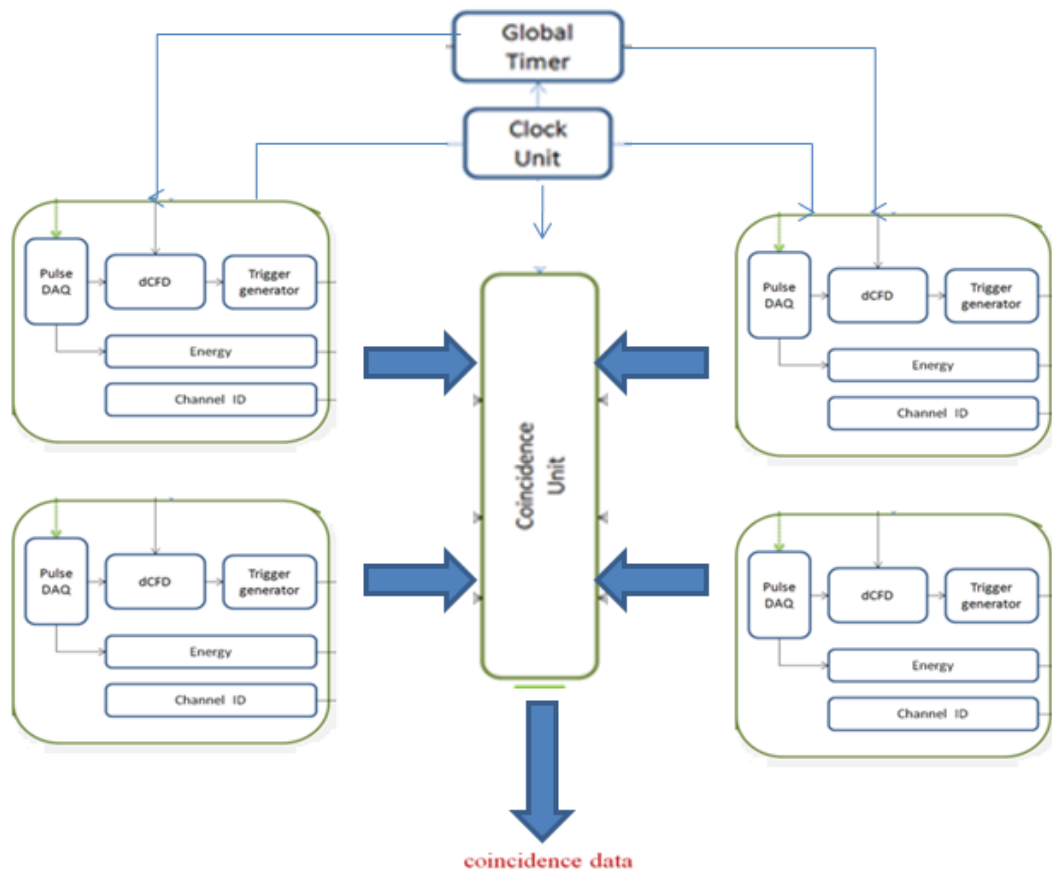 Global
Timer
Clock
Unit
Pulse
DAQ
dCFD
Trigger
generator
Energy
Channel ID
Pulse
DAQ
dCFD
Trigger
generator
Energy
Channel ID
Coincidence
Unit
Pulse
DAQ
dCFD
Trigger
generator
Energy
Channel ID
Pulse
DAQ
dCFD
Trigger
generator
Energy
Channel ID
coincidence data